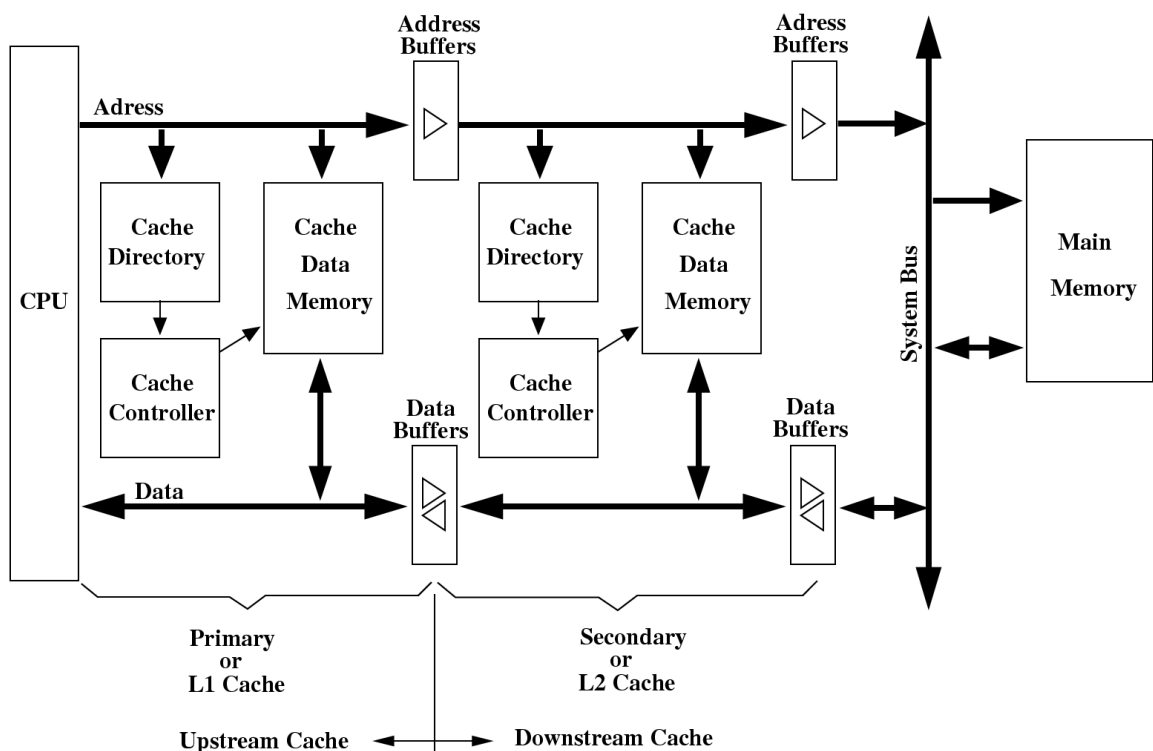 Address
Buffers
Adress
Buffers
Adress
CPU
Cache
Directory
Cache
Data
Memory
Cache
Controller
Cache
Directory
Cache
Data
Memory
Cache
Controller
System Bus
Main
Memory
Data
Buffers
Data
Buffers
Data
Primary
or
L1 Cache
Secondary
or
L2 Cache
Upstream Cache
Downstream Cache